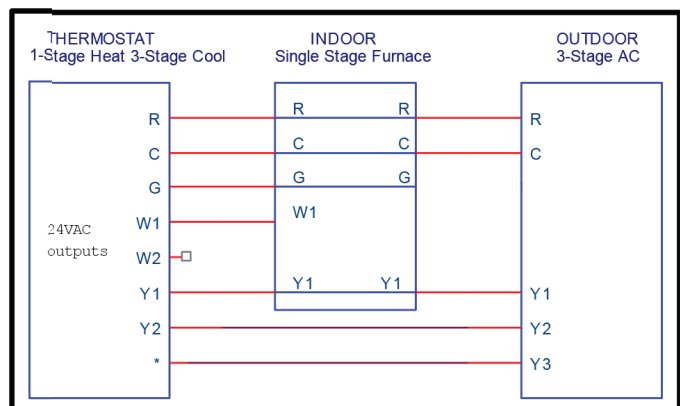 THERMOSTAT
1-Stage Heat 3-Stage Cool
INDOOR
Single Stage Furnace
OUTDOOR
3-Stage AC
R R R R
C C C C
G G G
W1 W1
24VAC
outputs
W2
Y1 Y1 Y1 Y1
Y2 Y2
* Y3